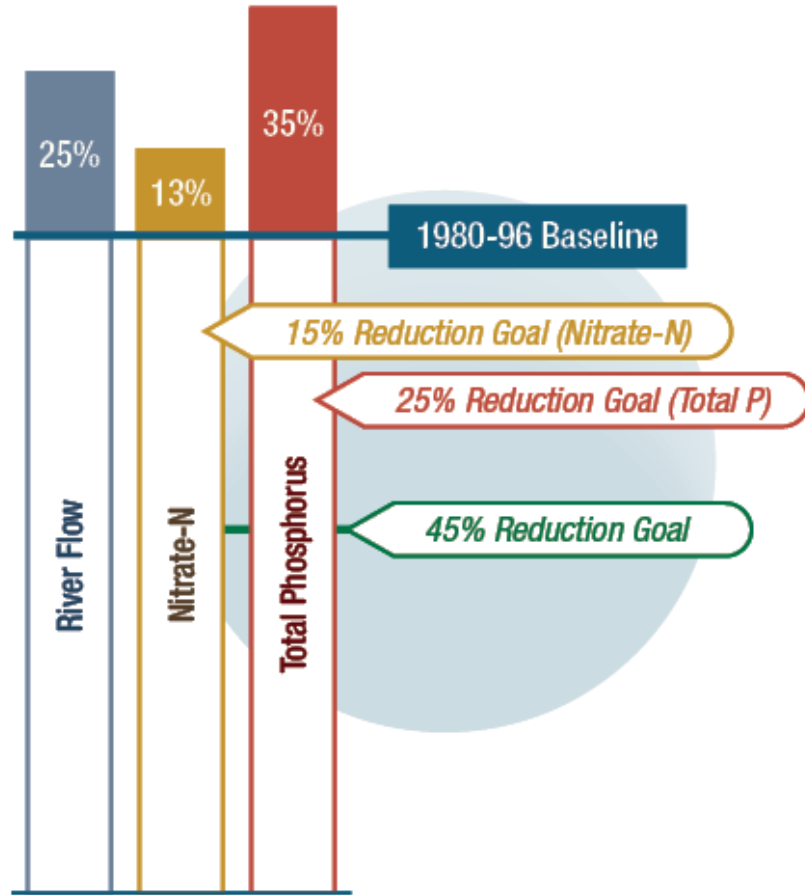 25%
13%
35%
1980-96 Baseline
15% Reduction Goal (Nitrate-N)
25% Reduction Goal (Total P)
45% Reduction Goal
River Flow
Nitrate-N
Total Phosphorus